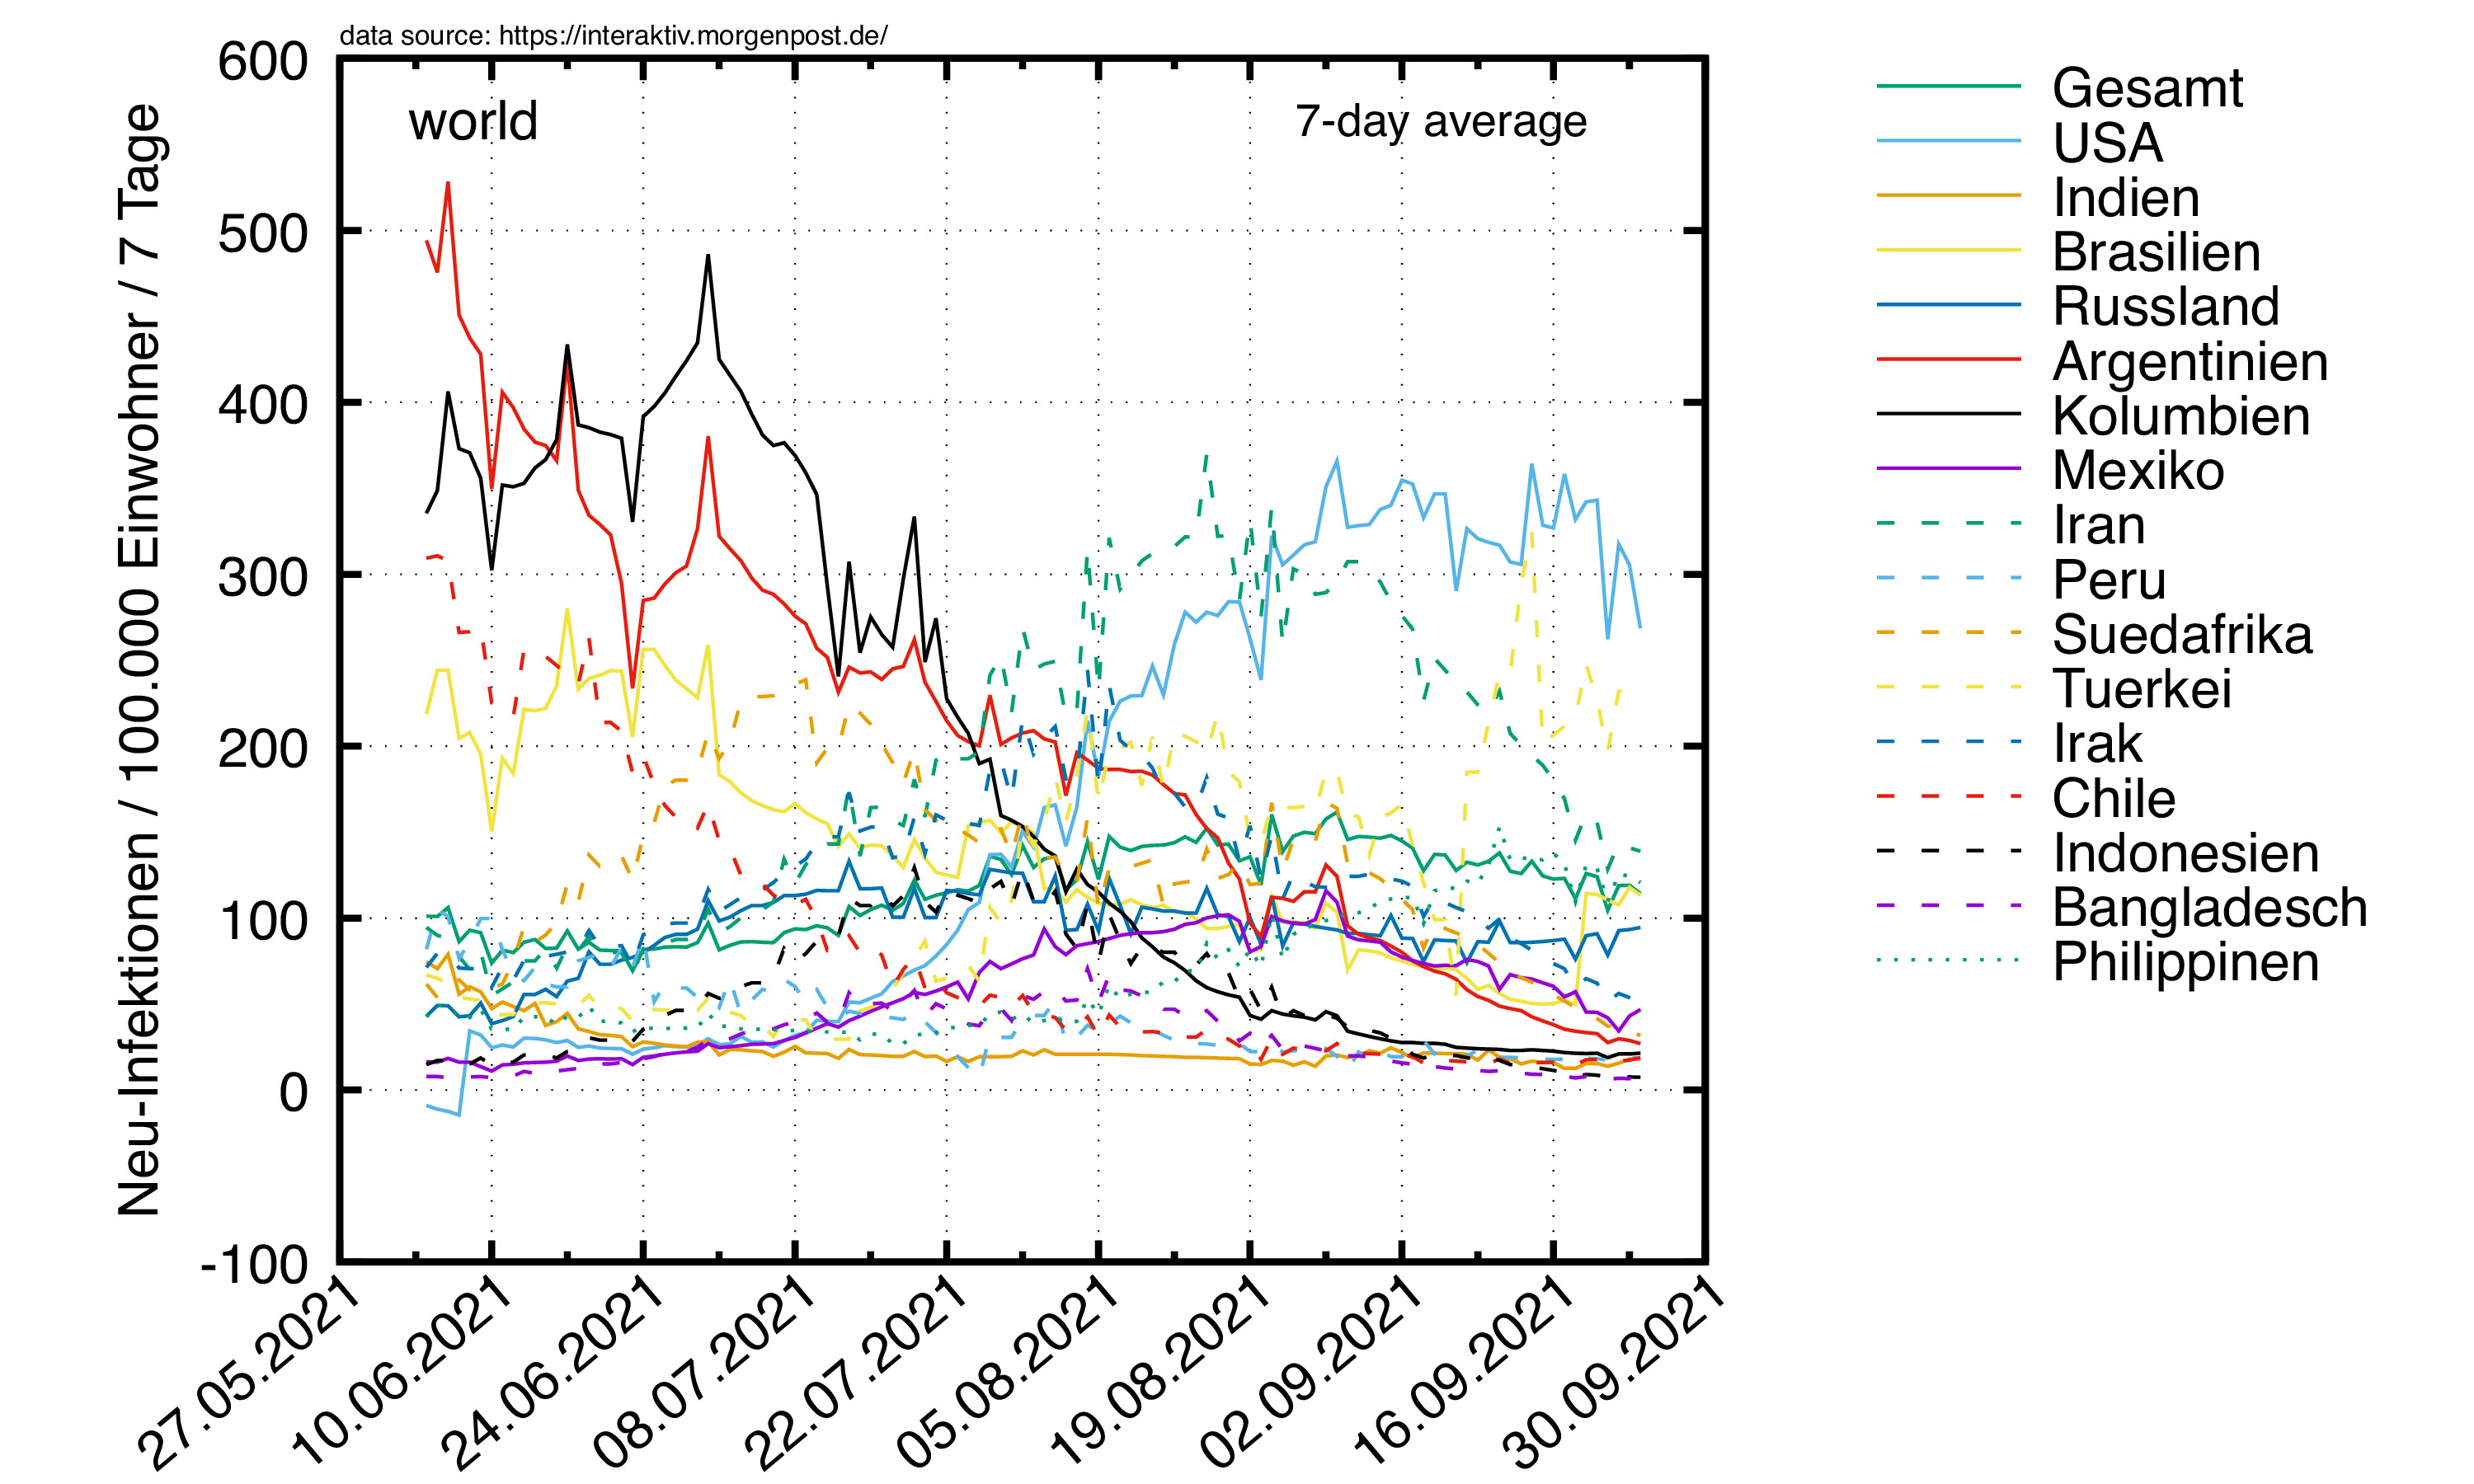 data source: https://interaktiv.morgenpost.de/
world
7-day average
Neu-Infektionen / 100.000 Einwohner / 7 Tage
600
500
400
300
200
100
0
-100
27.05.2021
10.06.2021
24.06.2021
08.07.2021
22.07.2021
05.08.2021
19.08.2021
02.09.2021
16.09.2021
30.09.2021
Gesamt
USA
Indien
Brasilien
Russland
Argentinien
Kolumbien
Mexiko
Iran
Peru
Suedafrika
Tuerkei
Irak
Chile
Indonesien
Bangladesch
Philippinen